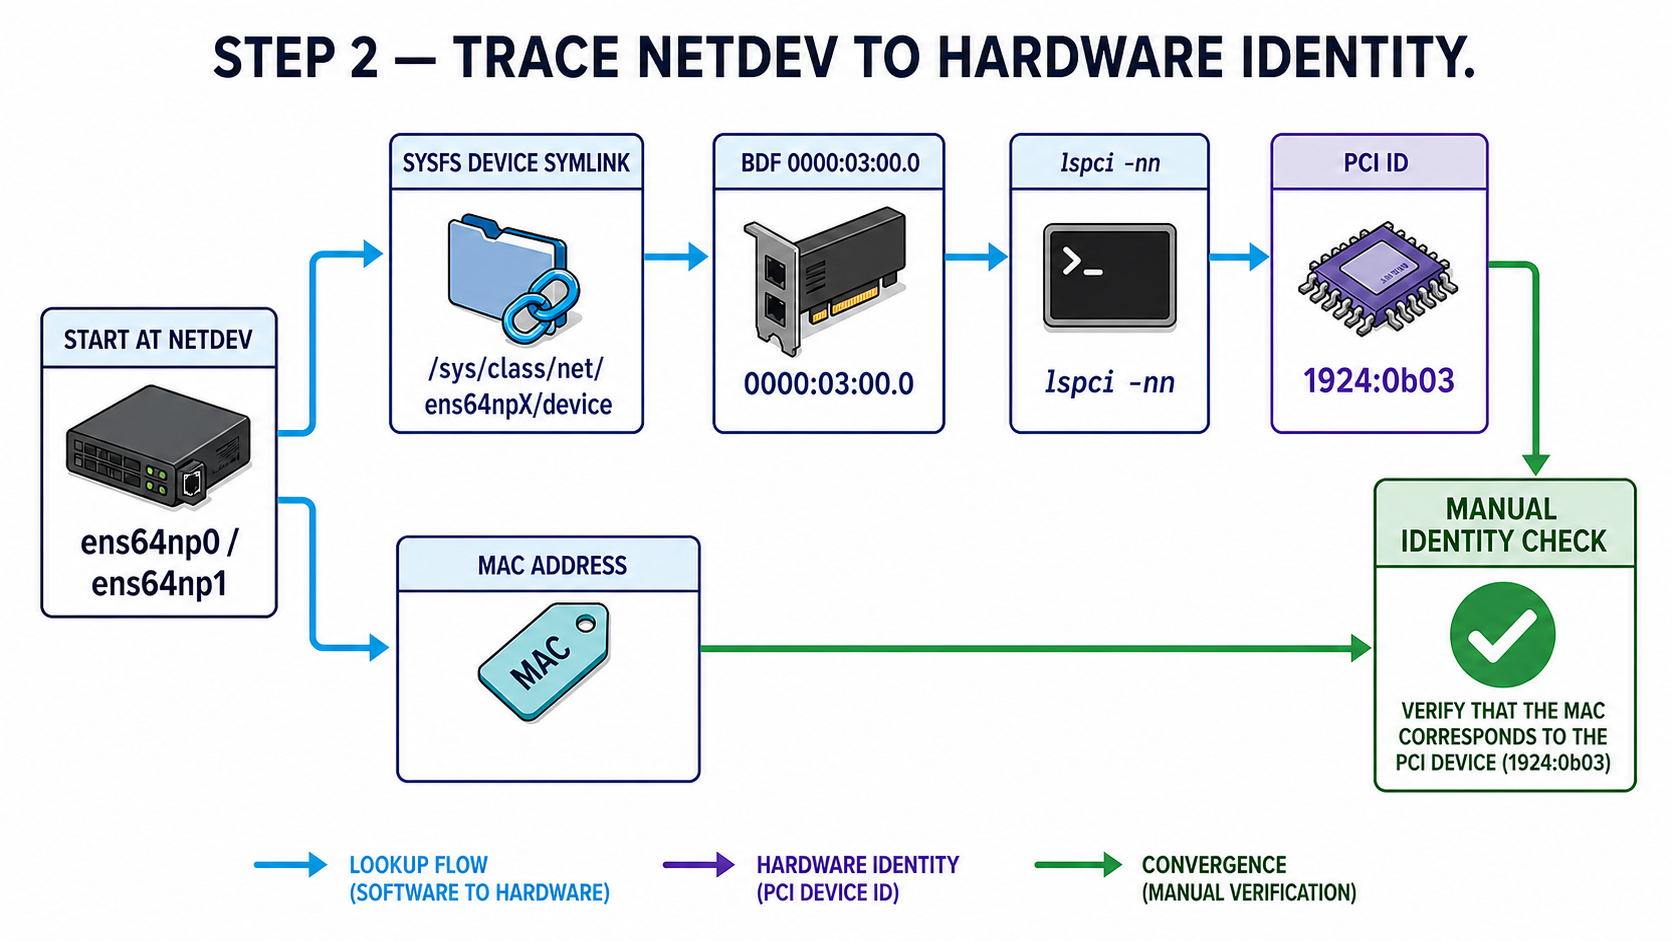 STEP 2 — TRACE NETDEV TO HARDWARE IDENTITY.
START AT NETDEV
ens64np0 /
ens64np1
SYSFS DEVICE SYMLINK
/sys/class/net/
ens64npX/device
BDF 0000:03:00.0
0000:03:00.0
lspci -nn
>_
lspci -nn
PCI ID
1924:0b03
MAC ADDRESS
MAC
MANUAL
IDENTITY CHECK
VERIFY THAT THE MAC
CORRESPONDS TO THE
PCI DEVICE (1924:0b03)
LOOKUP FLOW
(SOFTWARE TO HARDWARE)
HARDWARE IDENTITY
(PCI DEVICE ID)
CONVERGENCE
(MANUAL VERIFICATION)